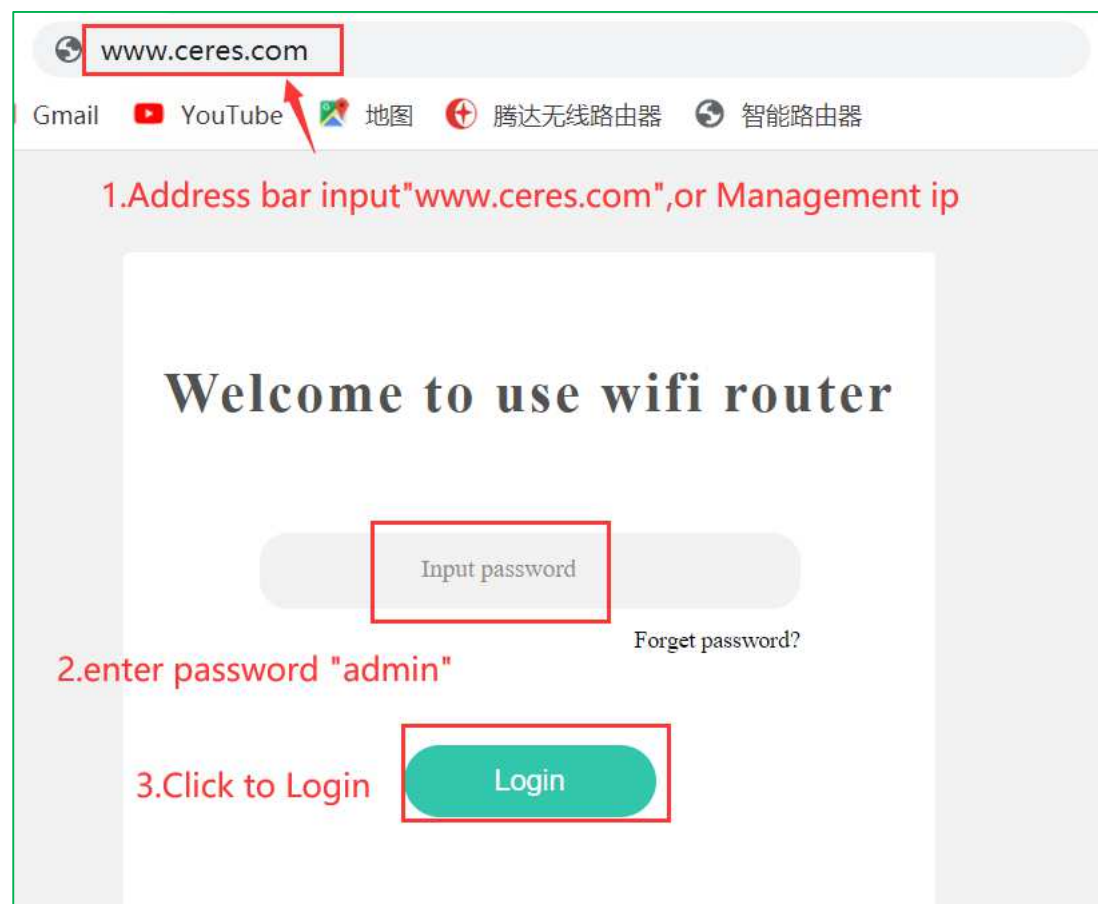 www.ceres.com
Gmail YouTube 地图 腾达无线路由器 智能路由器
1.Address bar input"www.ceres.com",or Management ip
Welcome to use wifi router
Input password
Forget password?
2.enter password "admin"
3.Click to Login
Login